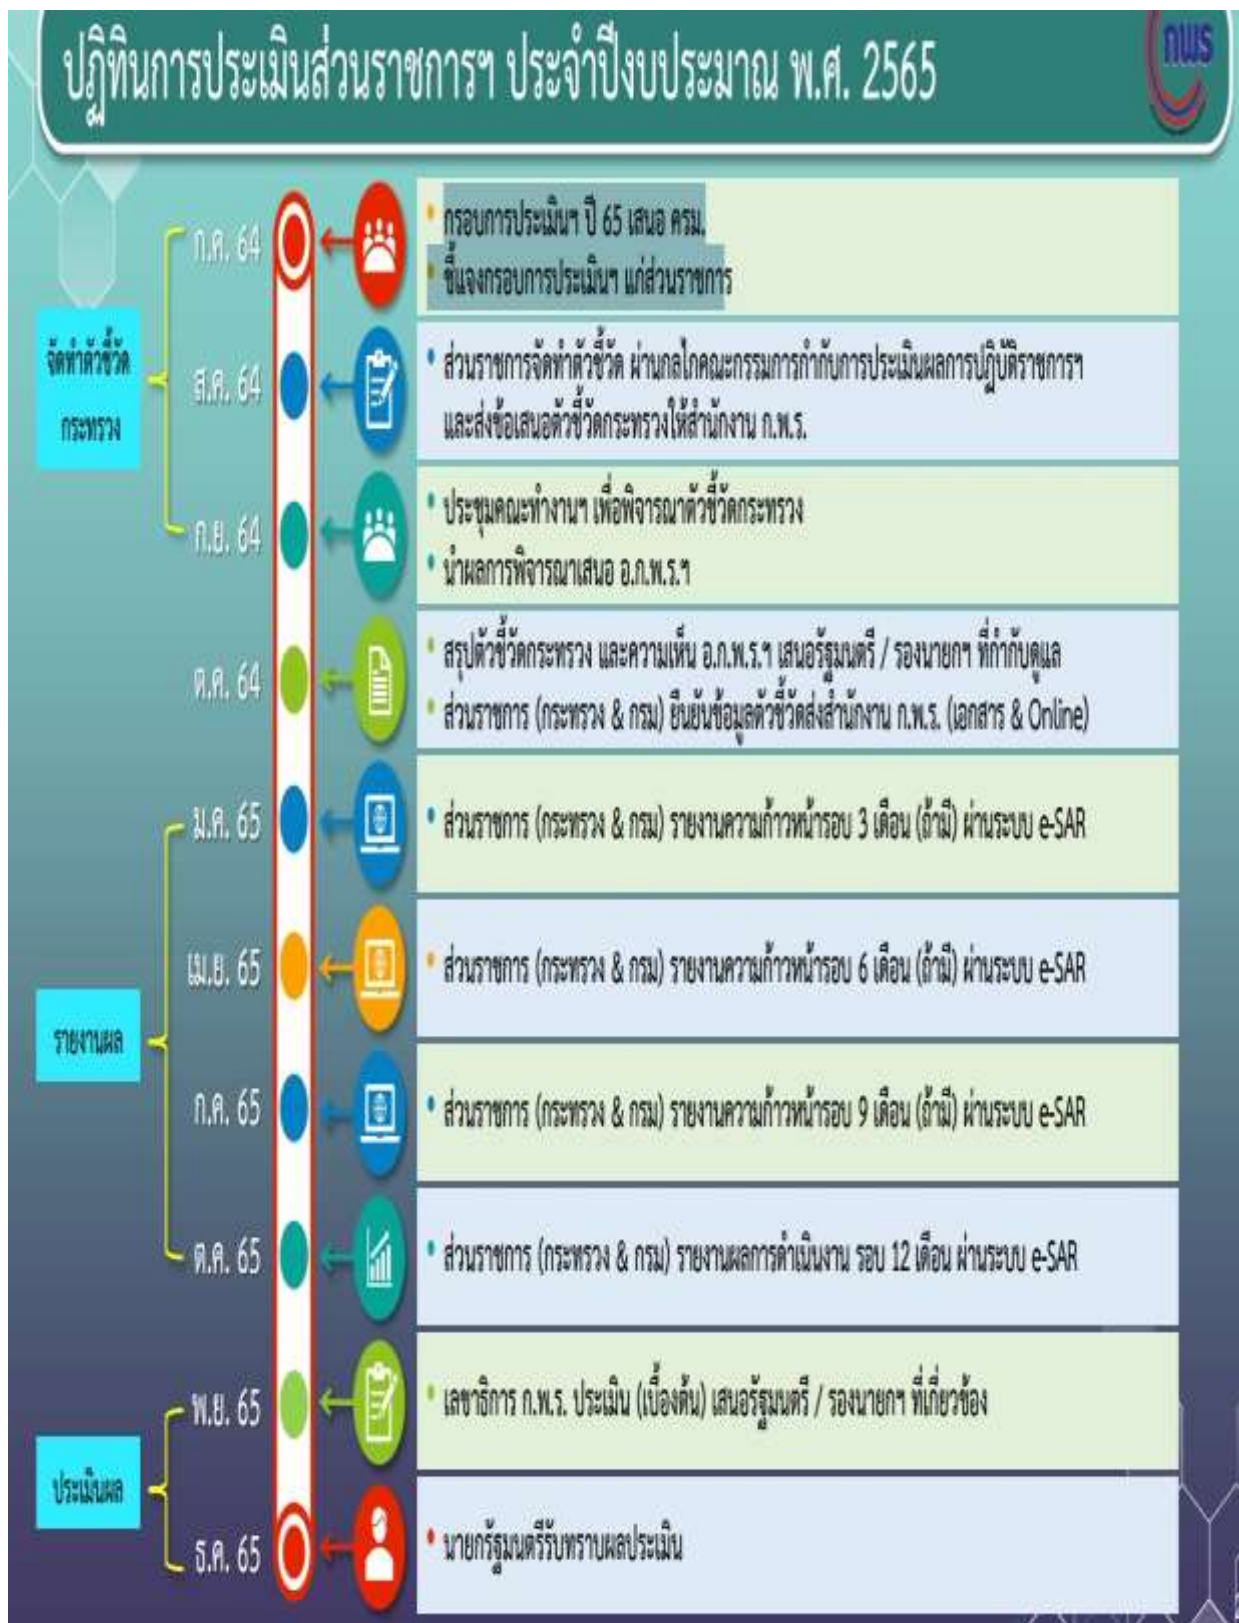 ปฏิทินการประเมินส่วนราชการฯ ประจำปีงบประมาณ พ.ศ. 2565
กพร
จัดทำตัวชี้วัด
กระทรวง
ก.ค. 64
กรอบการประเมินฯ ปี 65 เสนอ ครม.
ชี้แจงกรอบการประเมินฯ แก่ส่วนราชการ
ส.ค. 64
ส่วนราชการจัดทำตัวชี้วัด ผ่านกลไกคณะกรรมการกำกับการประเมินผลการปฏิบัติราชการฯ
และส่งข้อเสนอตัวชี้วัดกระทรวงให้สำนักงาน ก.พ.ร.
ก.ย. 64
ประชุมคณะทำงานฯ เพื่อพิจารณาตัวชี้วัดกระทรวง
นำผลการพิจารณาเสนอ อ.ก.พ.ร.ฯ
ต.ค. 64
สรุปตัวชี้วัดกระทรวง และความเห็น อ.ก.พ.ร.ฯ เสนอรัฐมนตรี / รองนายกฯ ที่กำกับดูแล
ส่วนราชการ (กระทรวง & กรม) ยืนยันข้อมูลตัวชี้วัดส่งสำนักงาน ก.พ.ร. (เอกสาร & Online)
รายงานผล
ม.ค. 65
ส่วนราชการ (กระทรวง & กรม) รายงานความก้าวหน้ารอบ 3 เดือน (ถ้ามี) ผ่านระบบ e-SAR
เม.ย. 65
ส่วนราชการ (กระทรวง & กรม) รายงานความก้าวหน้ารอบ 6 เดือน (ถ้ามี) ผ่านระบบ e-SAR
ก.ค. 65
ส่วนราชการ (กระทรวง & กรม) รายงานความก้าวหน้ารอบ 9 เดือน (ถ้ามี) ผ่านระบบ e-SAR
ต.ค. 65
ส่วนราชการ (กระทรวง & กรม) รายงานผลการดำเนินงาน รอบ 12 เดือน ผ่านระบบ e-SAR
ประเมินผล
พ.ย. 65
เลขาธิการ ก.พ.ร. ประเมิน (เบื้องต้น) เสนอรัฐมนตรี / รองนายกฯ ที่เกี่ยวข้อง
ธ.ค. 65
นายกรัฐมนตรีรับทราบผลประเมิน